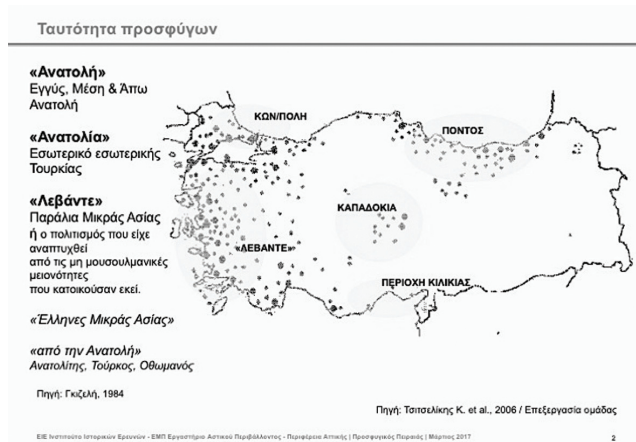 Ταυτότητα προσφύγων
«Ανατολή»
Εγγύς, Μέση & Άπω
Ανατολή
«Ανατολία»
Εσωτερικό εσωτερικής
Τουρκίας
«Λεβάντε»
Παράλια Μικράς Ασίας
ή ο πολιτισμός που είχε
αναπτυχθεί
από τις μη μουσουλμανικές
μειονότητες
που κατοικούσαν εκεί.
«Έλληνες Μικράς Ασίας»
«από την Ανατολή»
Ανατολίτης, Τούρκος, Οθωμανός
Πηγή: Γκιζελή, 1984
ΚΩΝ/ΠΟΛΗ
ΠΟΝΤΟΣ
ΚΑΠΑΔΟΚΙΑ
«ΛΕΒΑΝΤΕ»
ΠΕΡΙΟΧΗ ΚΙΛΙΚΙΑΣ
Πηγή: Τσιτσελίκης Κ. et al., 2006 / Επεξεργασία ομάδας
ΕΙΕ Ινστιτούτο Ιστορικών Ερευνών - ΕΜΠ Εργαστήριο Αστικού Περιβάλλοντος - Περιφέρεια Αττικής | Προσφυγικός Πειραιάς | Μάρτιος 2017
2